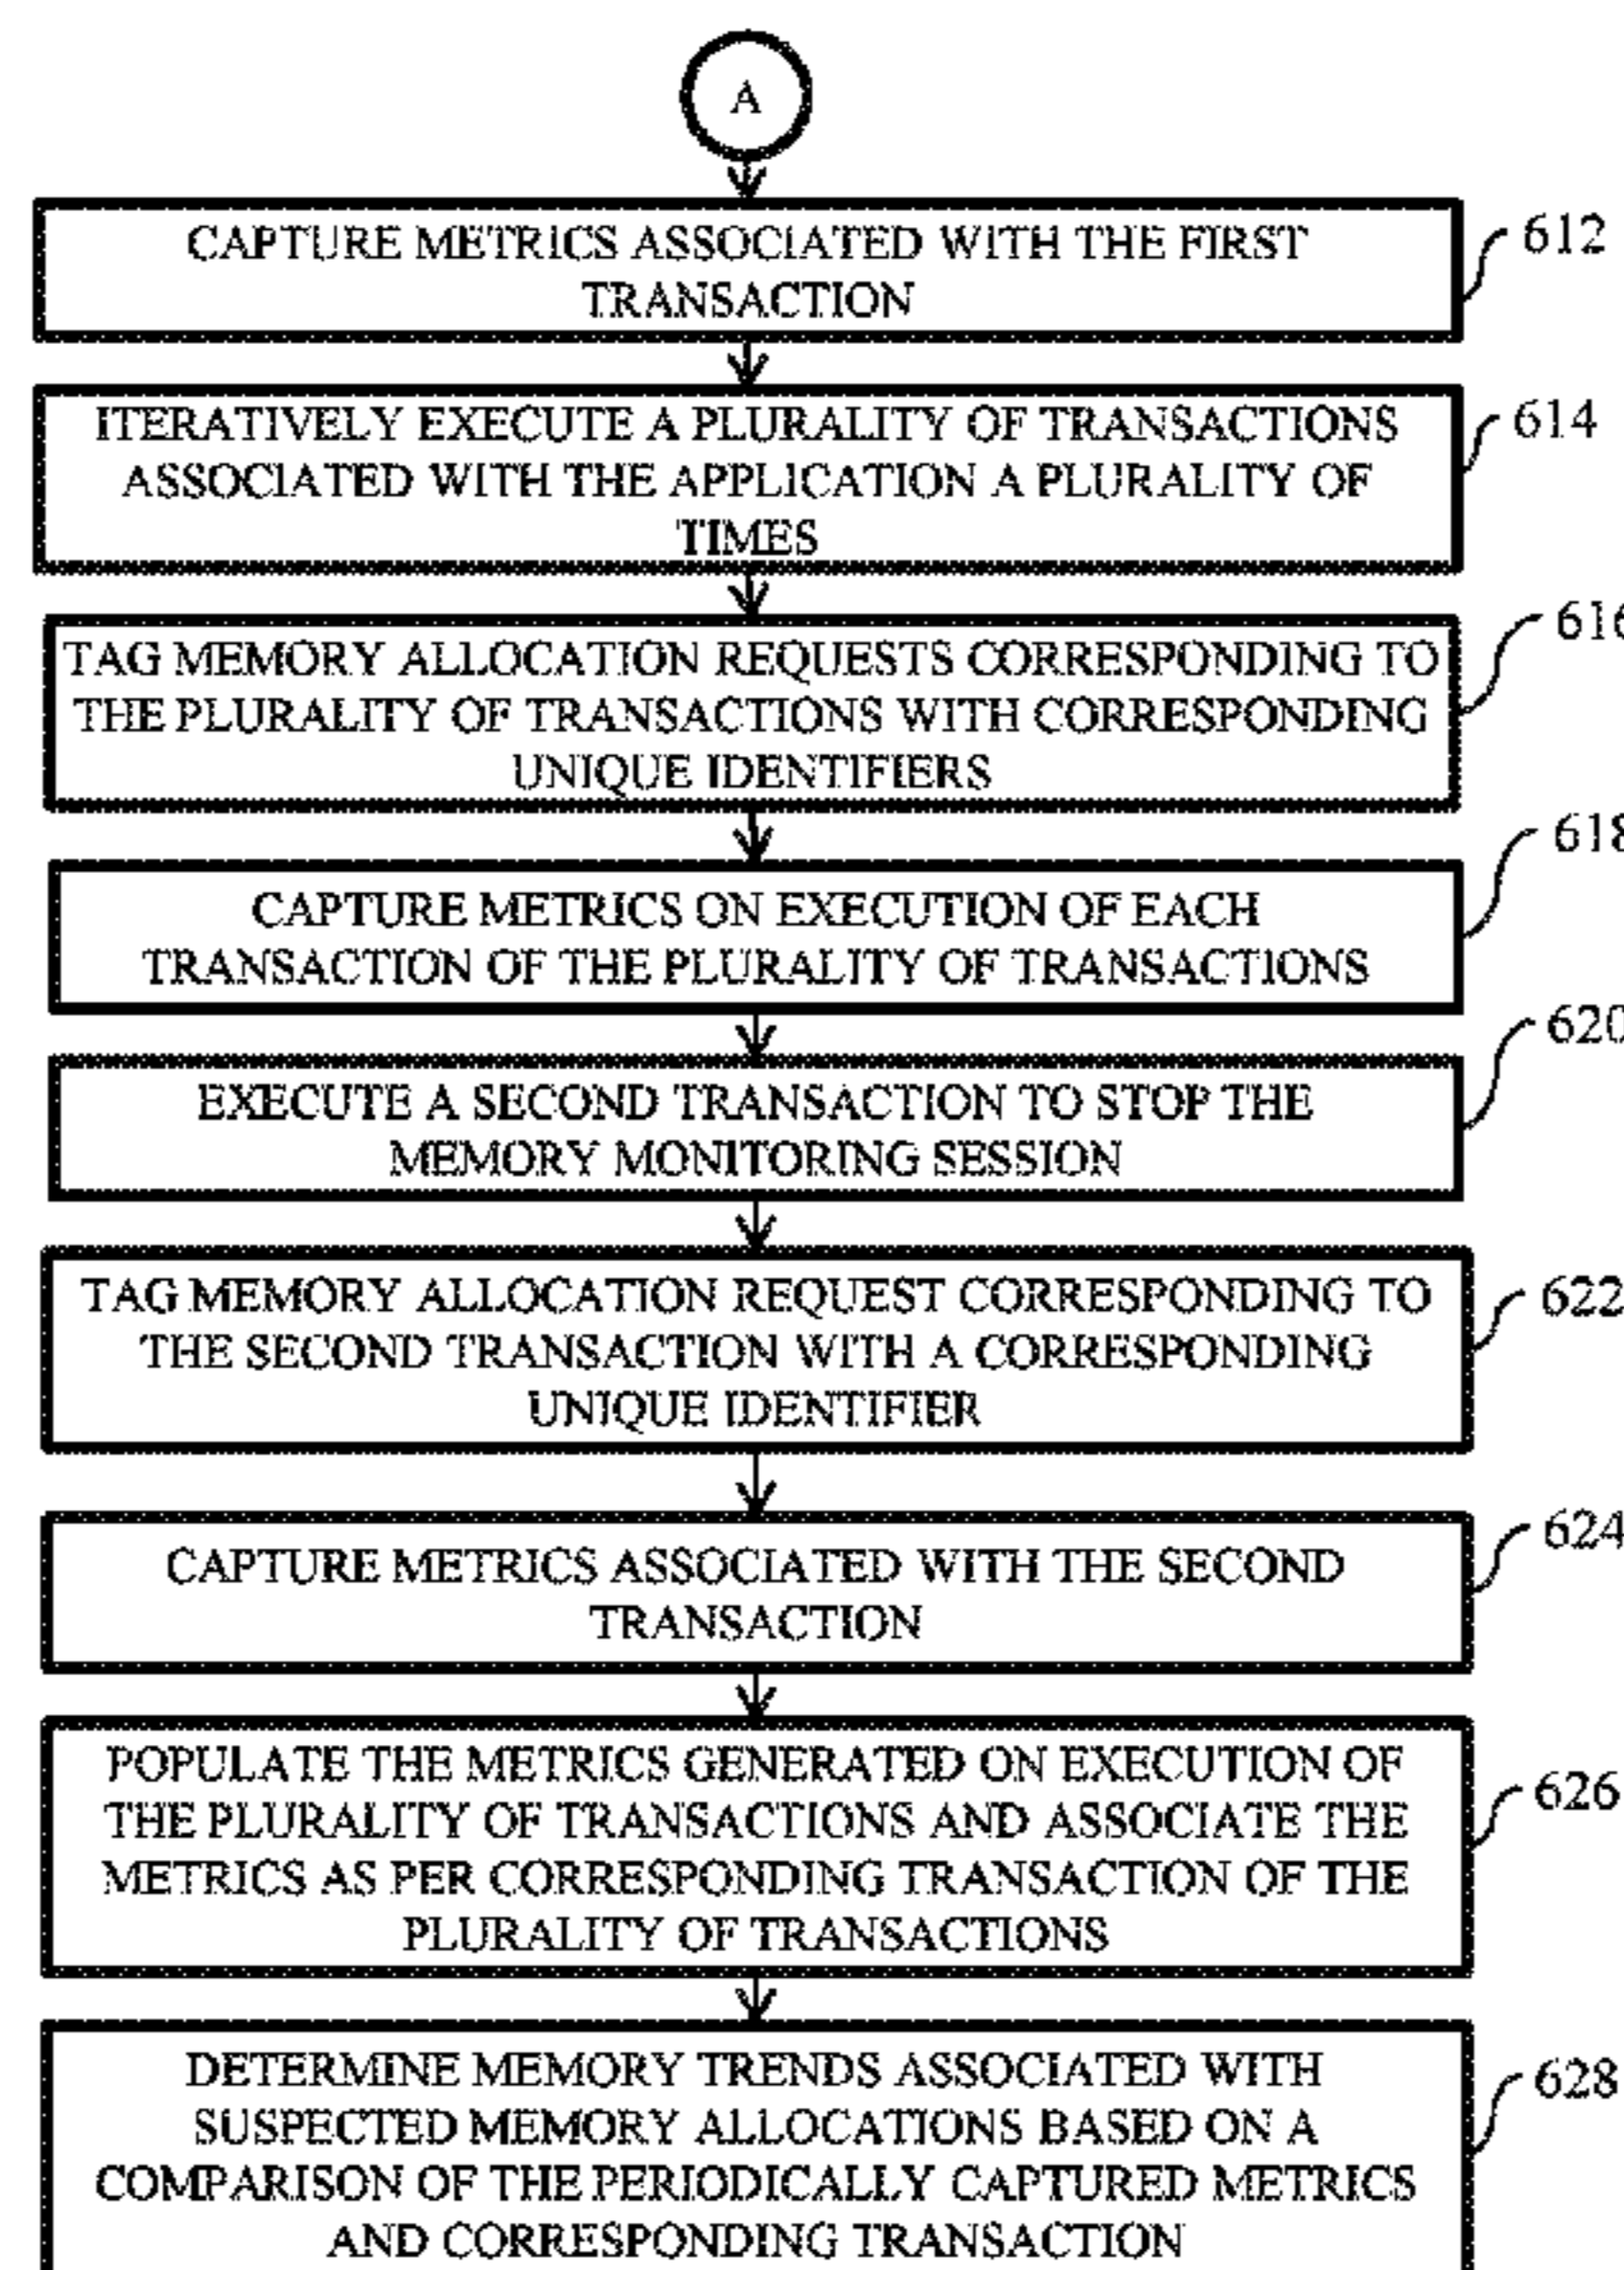 A
CAPTURE METRICS ASSOCIATED WITH THE FIRST
TRANSACTION
612
ITERATIVELY EXECUTE A PLURALITY OF TRANSACTIONS
ASSOCIATED WITH THE APPLICATION A PLURALITY OF
TIMES
614
TAG MEMORY ALLOCATION REQUESTS CORRESPONDING TO
THE PLURALITY OF TRANSACTIONS WITH CORRESPONDING
UNIQUE IDENTIFIERS
616
CAPTURE METRICS ON EXECUTION OF EACH
TRANSACTION OF THE PLURALITY OF TRANSACTIONS
618
EXECUTE A SECOND TRANSACTION TO STOP THE
MEMORY MONITORING SESSION
620
TAG MEMORY ALLOCATION REQUEST CORRESPONDING TO
THE SECOND TRANSACTION WITH A CORRESPONDING
UNIQUE IDENTIFIER
622
CAPTURE METRICS ASSOCIATED WITH THE SECOND
TRANSACTION
624
POPULATE THE METRICS GENERATED ON EXECUTION OF
THE PLURALITY OF TRANSACTIONS AND ASSOCIATE THE
METRICS AS PER CORRESPONDING TRANSACTION OF THE
PLURALITY OF TRANSACTIONS
626
DETERMINE MEMORY TRENDS ASSOCIATED WITH
SUSPECTED MEMORY ALLOCATIONS BASED ON A
COMPARISON OF THE PERIODICALLY CAPTURED METRICS
AND CORRESPONDING TRANSACTION
628